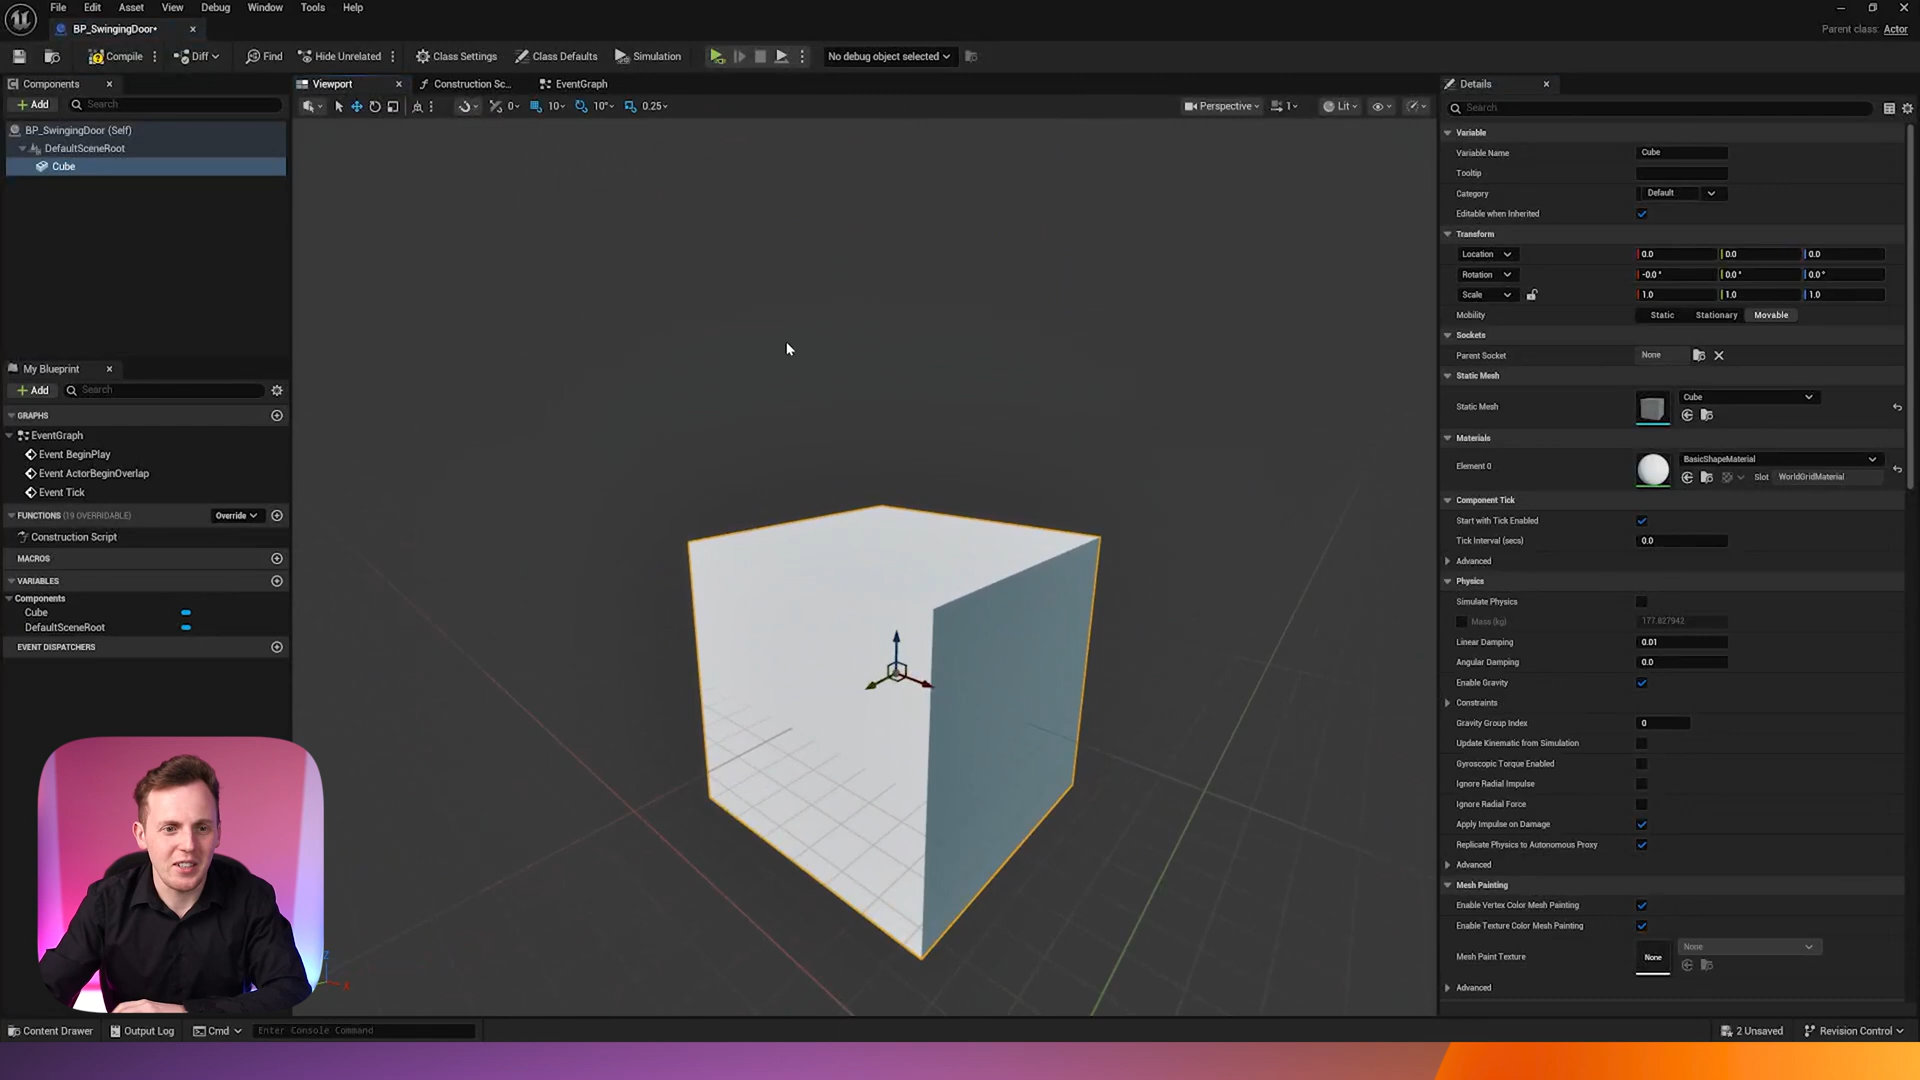 File Edit Asset View Debug Window Tools Help
BP_SwingingDoor*
Parent class: Actor
Compile Diff Find Hide Unrelated Class Settings Class Defaults Simulation No debug object selected
Components
Add Search
BP_SwingingDoor (Self)
DefaultSceneRoot
Cube
My Blueprint
Add Search
GRAPHS
EventGraph
Event BeginPlay
Event ActorBeginOverlap
Event Tick
FUNCTIONS (19 OVERRIDABLE) Override
Construction Script
MACROS
VARIABLES
Components
Cube
DefaultSceneRoot
EVENT DISPATCHERS
Viewport Construction Sc... EventGraph
0 10 10° 0.25 Perspective 1 Lit
Z
X
Details
Search
Variable
Variable Name Cube
Tooltip
Category Default
Editable when Inherited
Transform
Location 0.0 0.0 0.0
Rotation -0.0 ° 0.0 ° 0.0 °
Scale 1.0 1.0 1.0
Mobility Static Stationary Movable
Sockets
Parent Socket None
Static Mesh
Static Mesh Cube
Materials
Element 0 BasicShapeMaterial
Slot WorldGridMaterial
Component Tick
Start with Tick Enabled
Tick Interval (secs) 0.0
Advanced
Physics
Simulate Physics
Mass (kg) 177.827942
Linear Damping 0.01
Angular Damping 0.0
Enable Gravity
Constraints
Gravity Group Index 0
Update Kinematic from Simulation
Gyroscopic Torque Enabled
Ignore Radial Impulse
Ignore Radial Force
Apply Impulse on Damage
Replicate Physics to Autonomous Proxy
Advanced
Mesh Painting
Enable Vertex Color Mesh Painting
Enable Texture Color Mesh Painting
Mesh Paint Texture None None
Advanced
Content Drawer Output Log Cmd Enter Console Command 2 Unsaved Revision Control